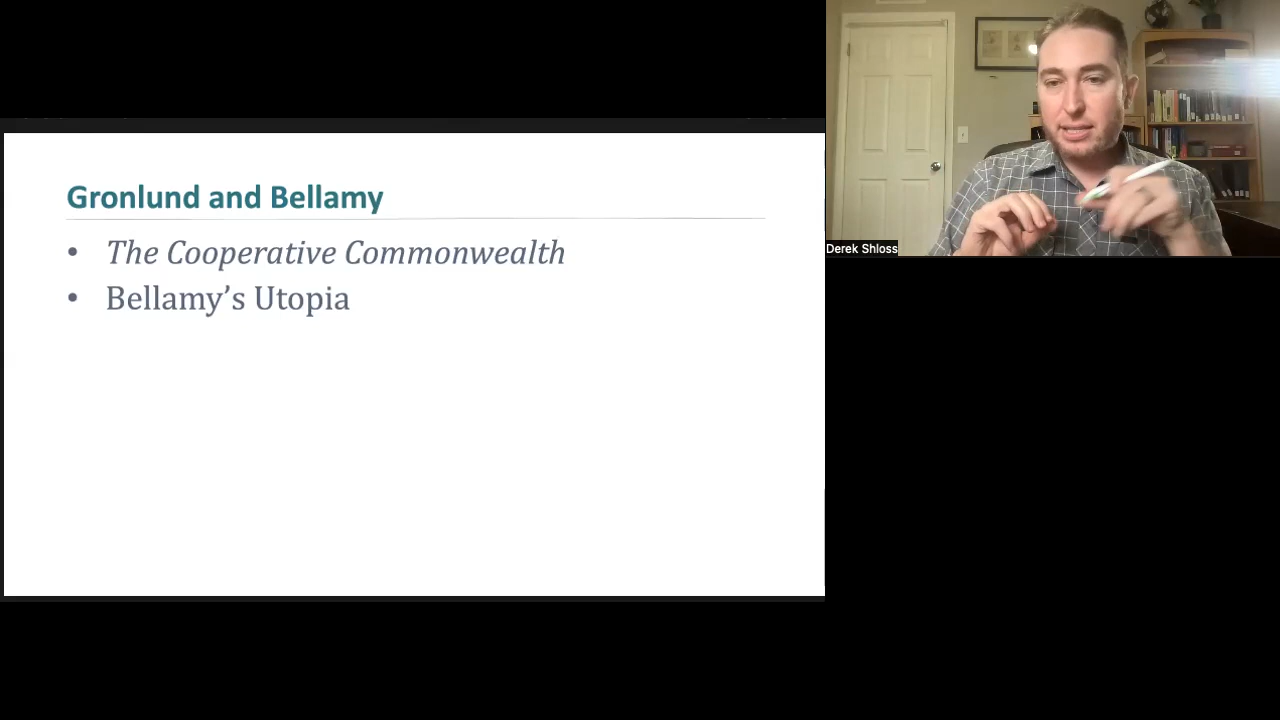 Gronlund and Bellamy
• The Cooperative Commonwealth
• Bellamy’s Utopia
Derek Shloss